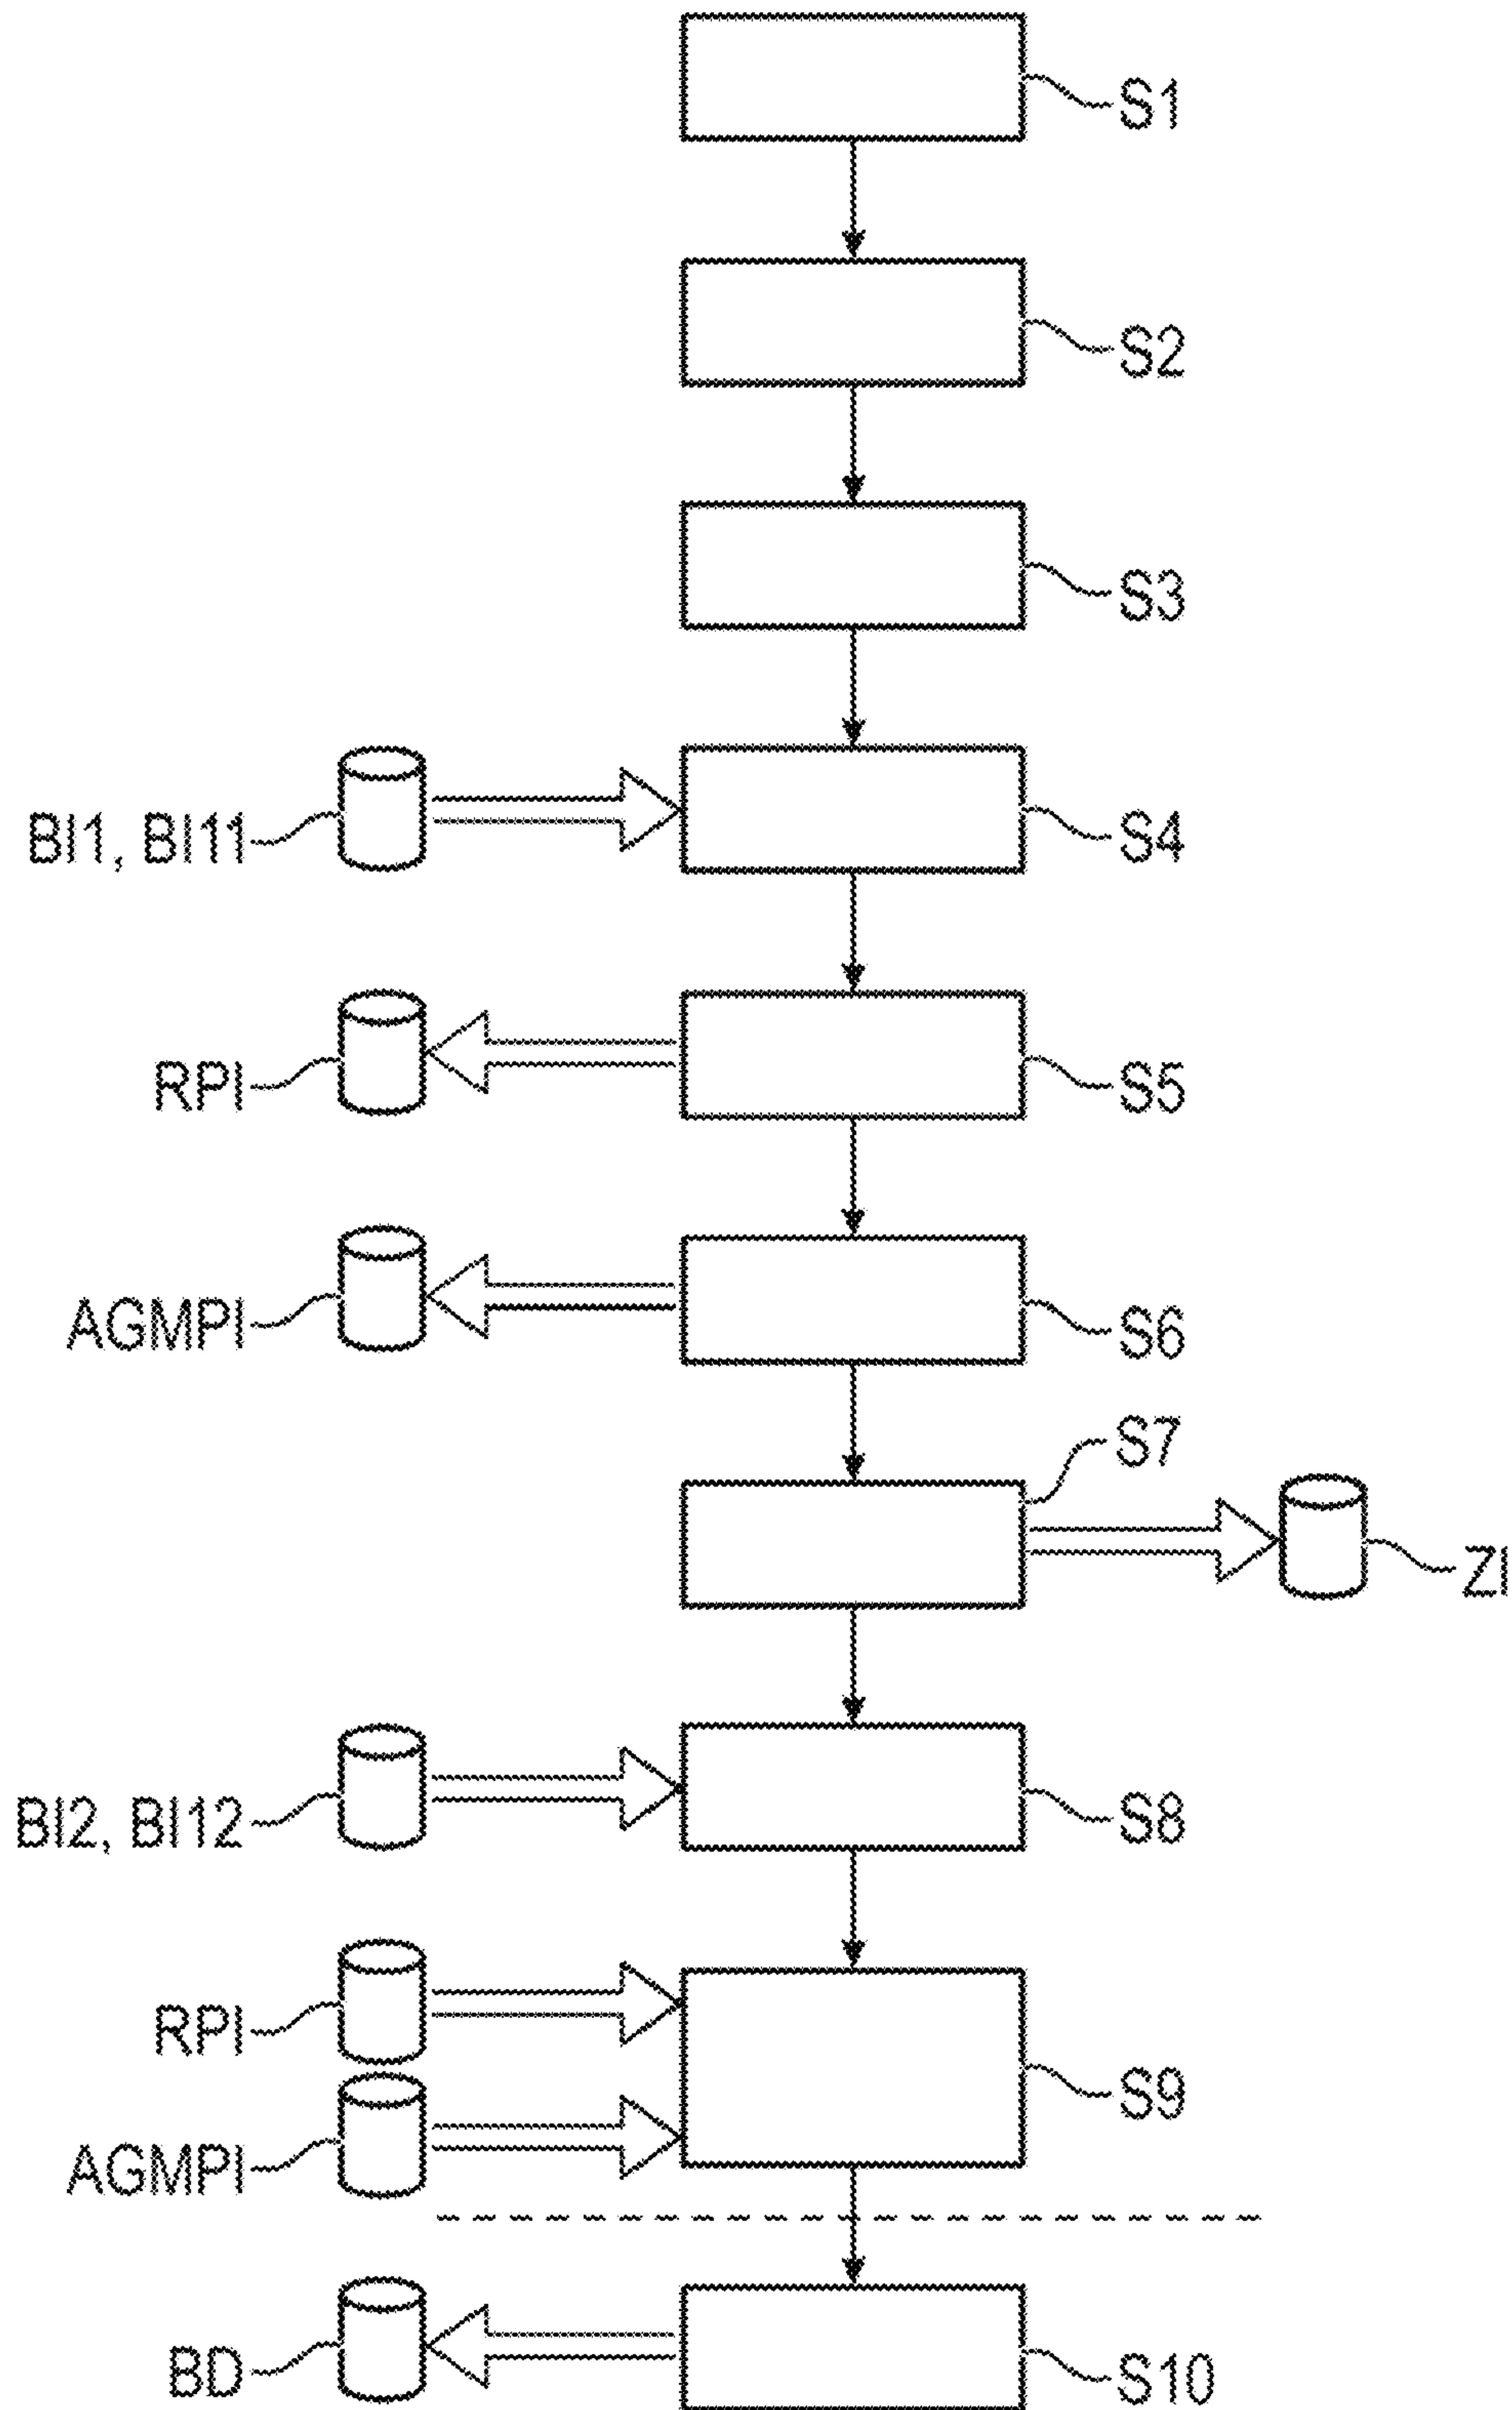 S1
S2
S3
BI1, BI11
S4
RPI
S5
AGMPI
S6
S7
ZI
BI2, BI12
S8
RPI
S9
AGMPI
BD
S10